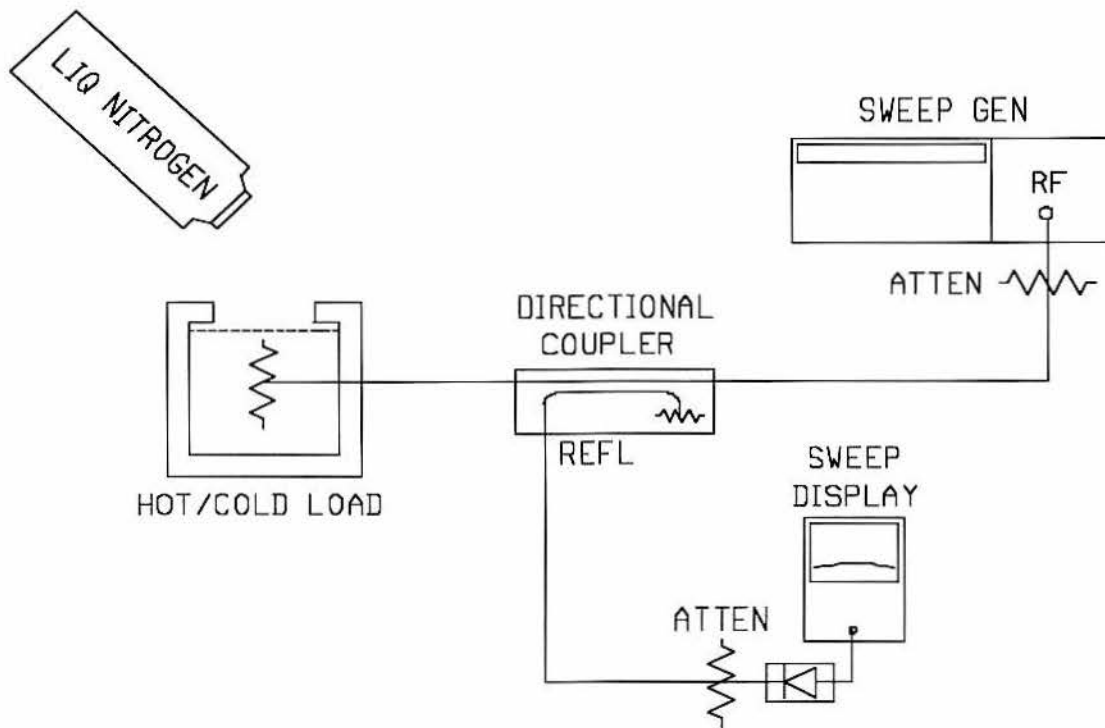 LIQ NITROGEN
SWEEP GEN
RF
ATTEN
DIRECTIONAL
COUPLER
REFL
HOT/COLD LOAD
SWEEP
DISPLAY
ATTEN